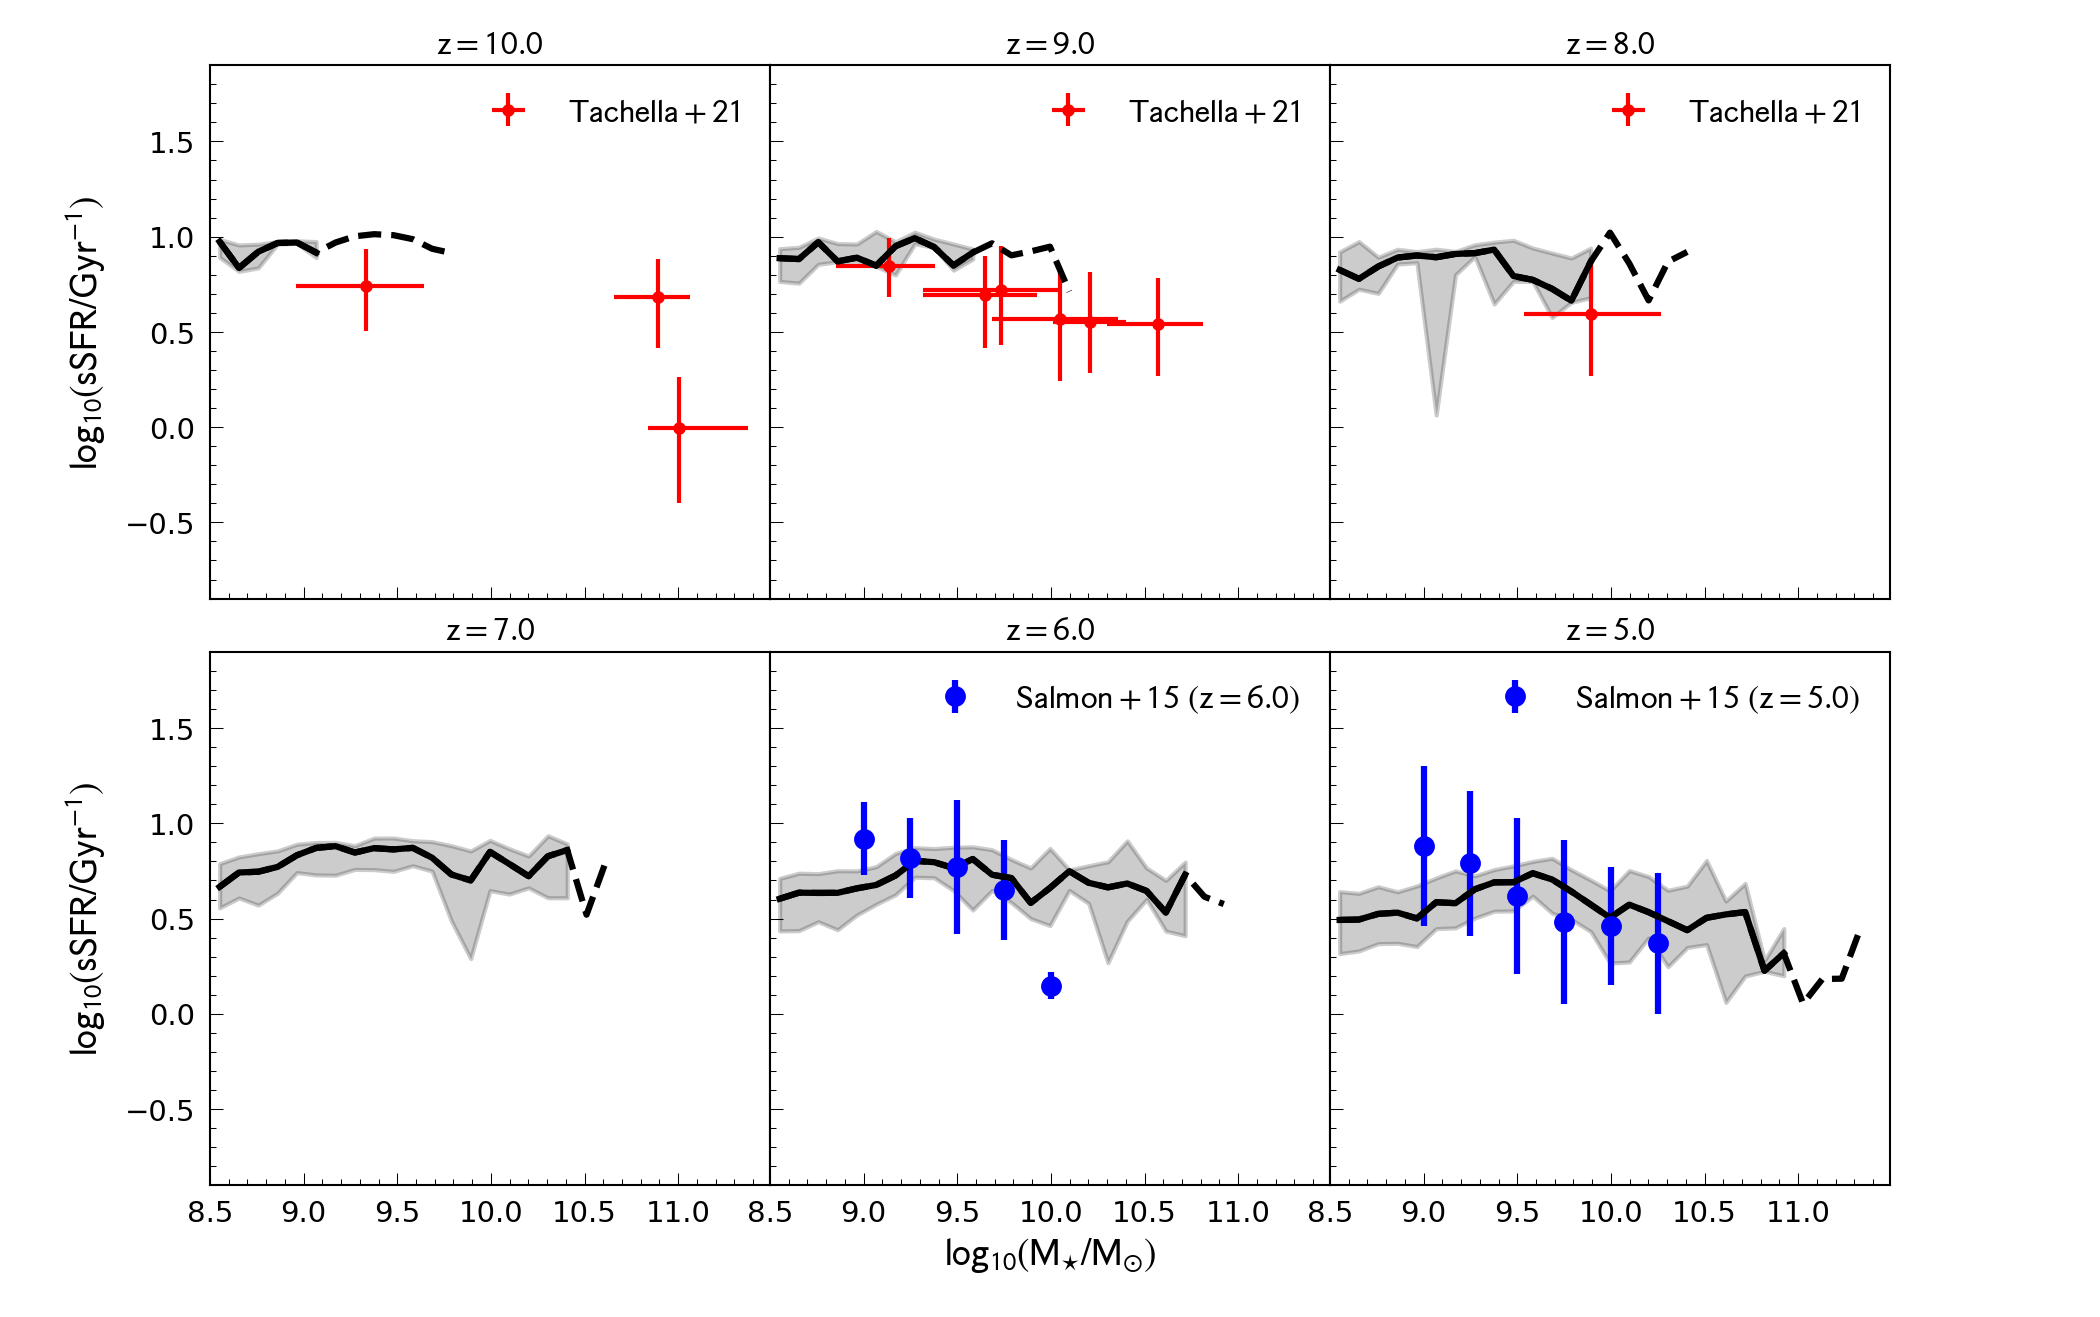 z = 10.0
z = 9.0
z = 8.0
Tachella + 21
Tachella + 21
Tachella + 21
1.5
1.0
0.5
0.0
−0.5
log₁₀(sSFR/Gyr⁻¹)
z = 7.0
z = 6.0
z = 5.0
Salmon + 15 (z = 6.0)
Salmon + 15 (z = 5.0)
1.5
1.0
0.5
0.0
−0.5
log₁₀(sSFR/Gyr⁻¹)
8.5 9.0 9.5 10.0 10.5 11.0 8.5 9.0 9.5 10.0 10.5 11.0 8.5 9.0 9.5 10.0 10.5 11.0
log₁₀(M⋆/M⊙)